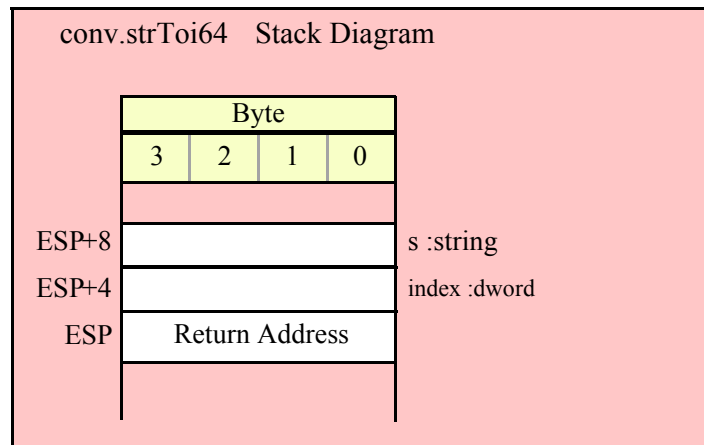 conv.strToi64 Stack Diagram
Byte
3 2 1 0
ESP+8 s :string
ESP+4 index :dword
ESP Return Address